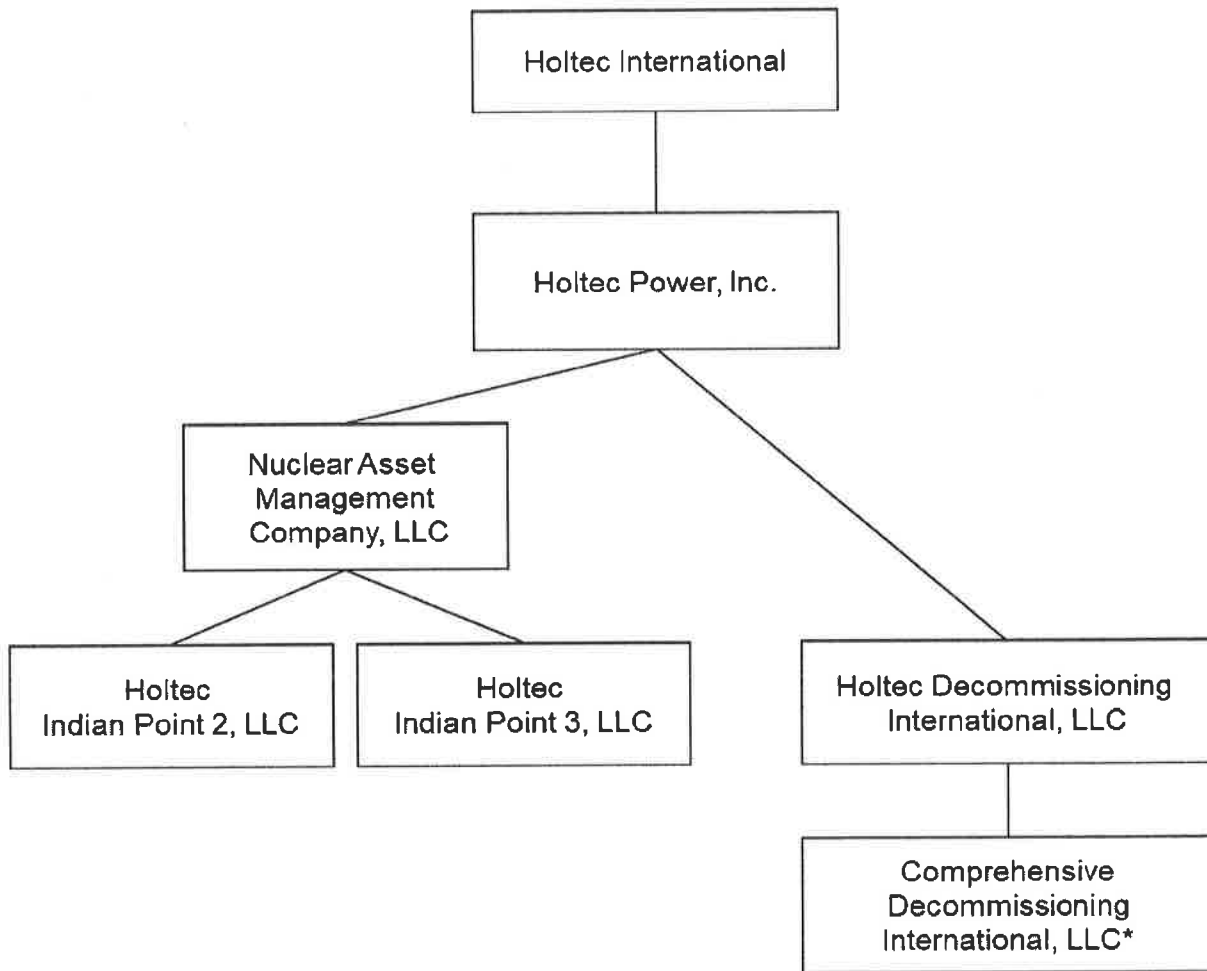 Holtec International
Holtec Power, Inc.
Nuclear Asset
Management
Company, LLC
Holtec
Indian Point 2, LLC
Holtec
Indian Point 3, LLC
Holtec Decommissioning
International, LLC
Comprehensive
Decommissioning
International, LLC*